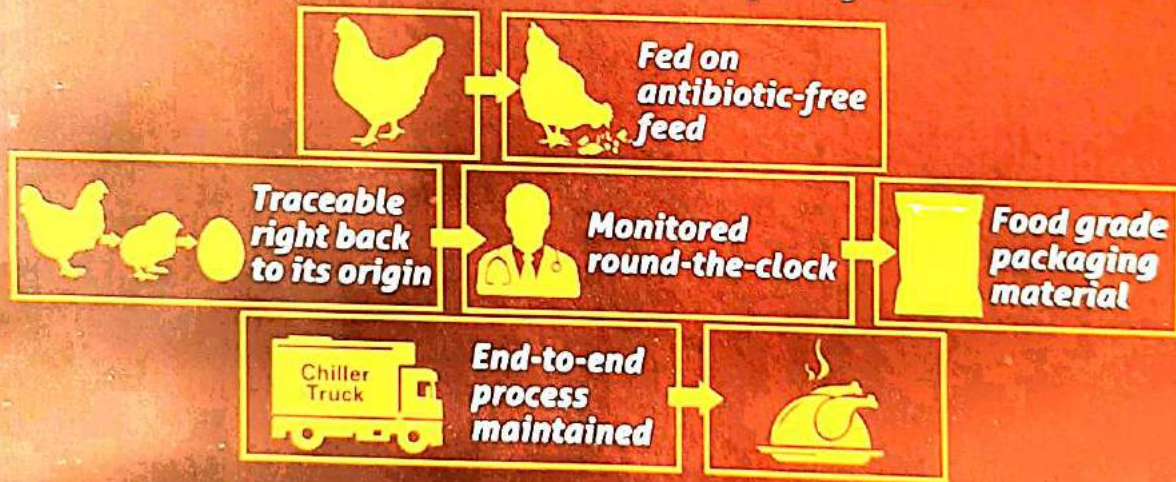 Fed on
antibiotic-free
feed
Traceable
right back
to its origin
Monitored
round-the-clock
Food grade
packaging
material
Chiller
Truck
End-to-end
process
maintained